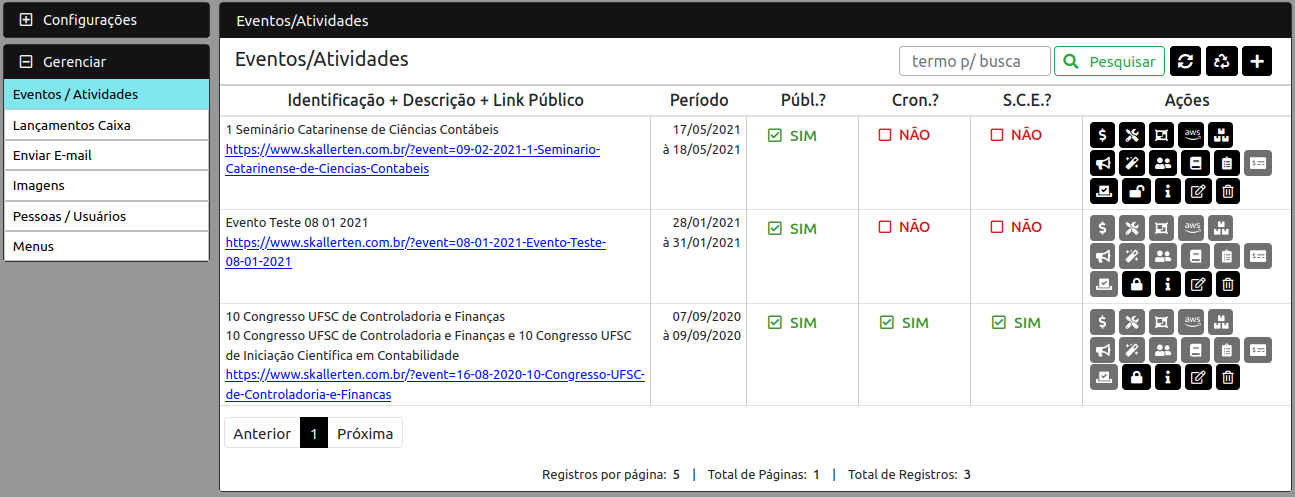 Configurações
Gerenciar
Eventos / Atividades
Lançamentos Caixa
Enviar E-mail
Imagens
Pessoas / Usuários
Menus
Eventos/Atividades
Eventos/Atividades
termo p/ busca
Pesquisar
Identificação + Descrição + Link Público
Período
Públ.?
Cron.?
S.C.E.?
Ações
1 Seminário Catarinense de Ciências Contábeis
https://www.skallerten.com.br/?event=09-02-2021-1-Seminario-
Catarinense-de-Ciencias-Contabeis
17/05/2021
à 18/05/2021
SIM
NÃO
NÃO
aws
Evento Teste 08 01 2021
https://www.skallerten.com.br/?event=08-01-2021-Evento-Teste-
08-01-2021
28/01/2021
à 31/01/2021
SIM
NÃO
NÃO
aws
10 Congresso UFSC de Controladoria e Finanças
10 Congresso UFSC de Controladoria e Finanças e 10 Congresso UFSC
de Iniciação Científica em Contabilidade
https://www.skallerten.com.br/?event=16-08-2020-10-Congresso-UFSC-
de-Controladoria-e-Financas
07/09/2020
à 09/09/2020
SIM
SIM
SIM
aws
Anterior 1 Próxima
Registros por página: 5 | Total de Páginas: 1 | Total de Registros: 3